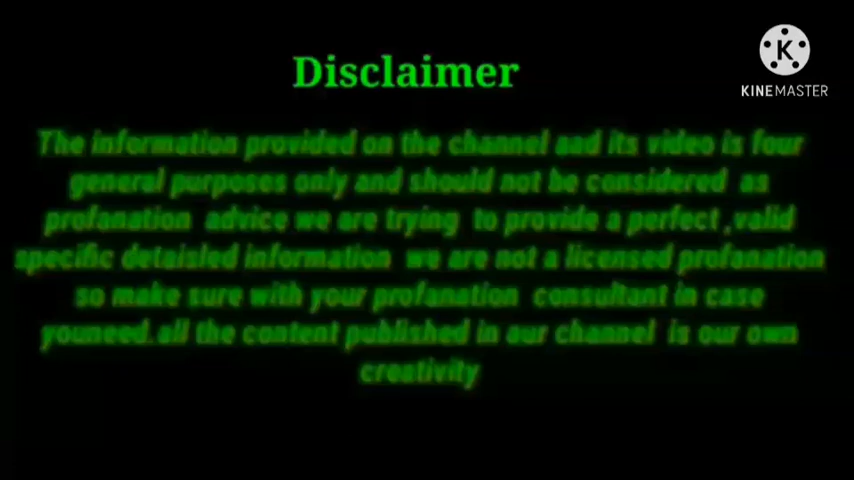 Disclaimer
K
KINEMASTER
The information provided on the channel and its video is four
general purposes only and should not be considered as
profanation advice we are trying to provide a perfect ,valid
specific detaisled information we are not a licensed profanation
so make sure with your profanation consultant in case
youneed.all the content published in our channel is our own
creativity